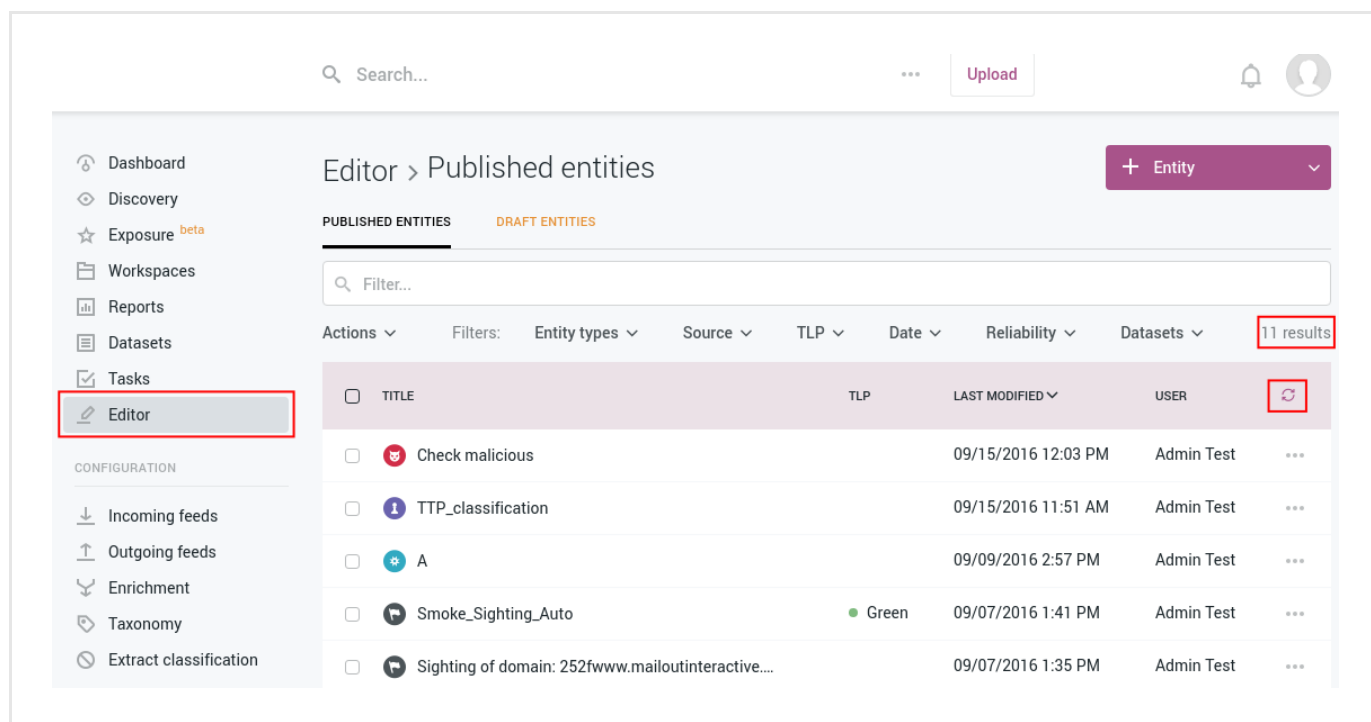 Search...
Upload
Dashboard
Discovery
Exposure beta
Workspaces
Reports
Datasets
Tasks
Editor
CONFIGURATION
Incoming feeds
Outgoing feeds
Enrichment
Taxonomy
Extract classification
Editor > Published entities
+ Entity
PUBLISHED ENTITIES DRAFT ENTITIES
Filter...
Actions Filters: Entity types Source TLP Date Reliability Datasets 11 results
TITLE TLP LAST MODIFIED USER
Check malicious 09/15/2016 12:03 PM Admin Test
TTP_classification 09/15/2016 11:51 AM Admin Test
A 09/09/2016 2:57 PM Admin Test
Smoke_Sighting_Auto Green 09/07/2016 1:41 PM Admin Test
Sighting of domain: 252fwww.mailoutinteractive.... 09/07/2016 1:35 PM Admin Test